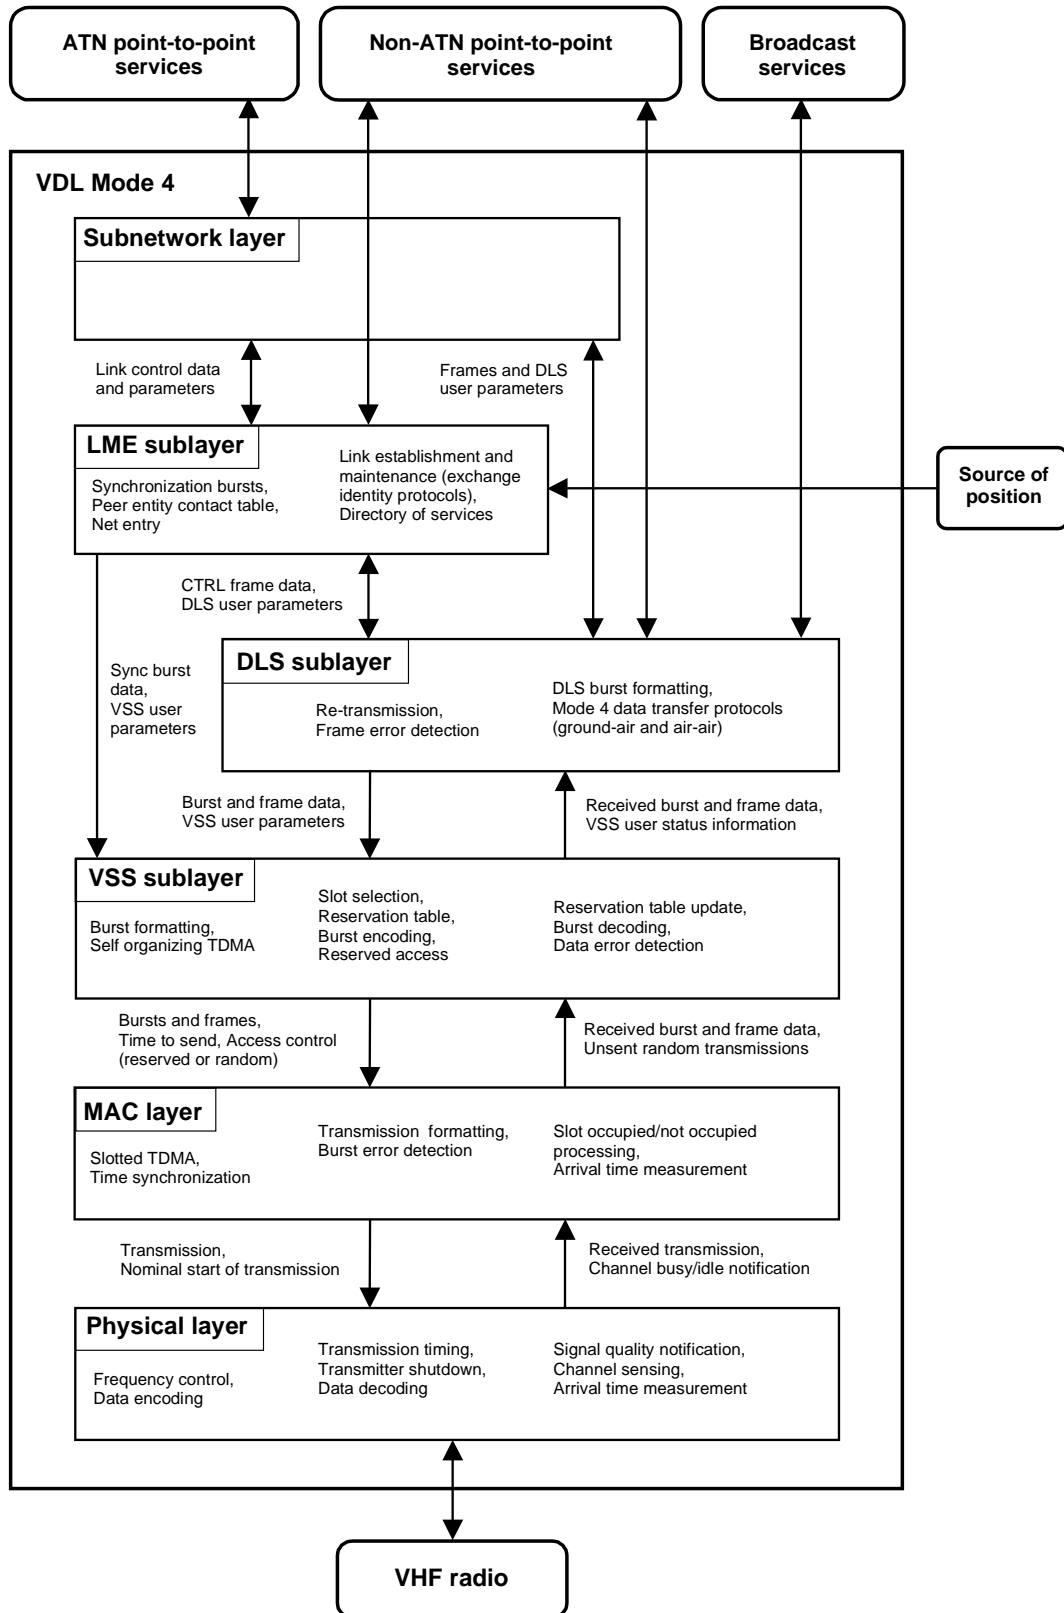 ATN point-to-point
services
Non-ATN point-to-point
services
Broadcast
services
VDL Mode 4
Subnetwork layer
Link control data
and parameters
Frames and DLS
user parameters
LME sublayer
Synchronization bursts,
Peer entity contact table,
Net entry
Link establishment and
maintenance (exchange
identity protocols),
Directory of services
Source of
position
CTRL frame data,
DLS user parameters
Sync burst
data,
VSS user
parameters
DLS sublayer
Re-transmission,
Frame error detection
DLS burst formatting,
Mode 4 data transfer protocols
(ground-air and air-air)
Burst and frame data,
VSS user parameters
Received burst and frame data,
VSS user status information
VSS sublayer
Burst formatting,
Self organizing TDMA
Slot selection,
Reservation table,
Burst encoding,
Reserved access
Reservation table update,
Burst decoding,
Data error detection
Bursts and frames,
Time to send, Access control
(reserved or random)
Received burst and frame data,
Unsent random transmissions
MAC layer
Slotted TDMA,
Time synchronization
Transmission formatting,
Burst error detection
Slot occupied/not occupied
processing,
Arrival time measurement
Transmission,
Nominal start of transmission
Received transmission,
Channel busy/idle notification
Physical layer
Frequency control,
Data encoding
Transmission timing,
Transmitter shutdown,
Data decoding
Signal quality notification,
Channel sensing,
Arrival time measurement
VHF radio